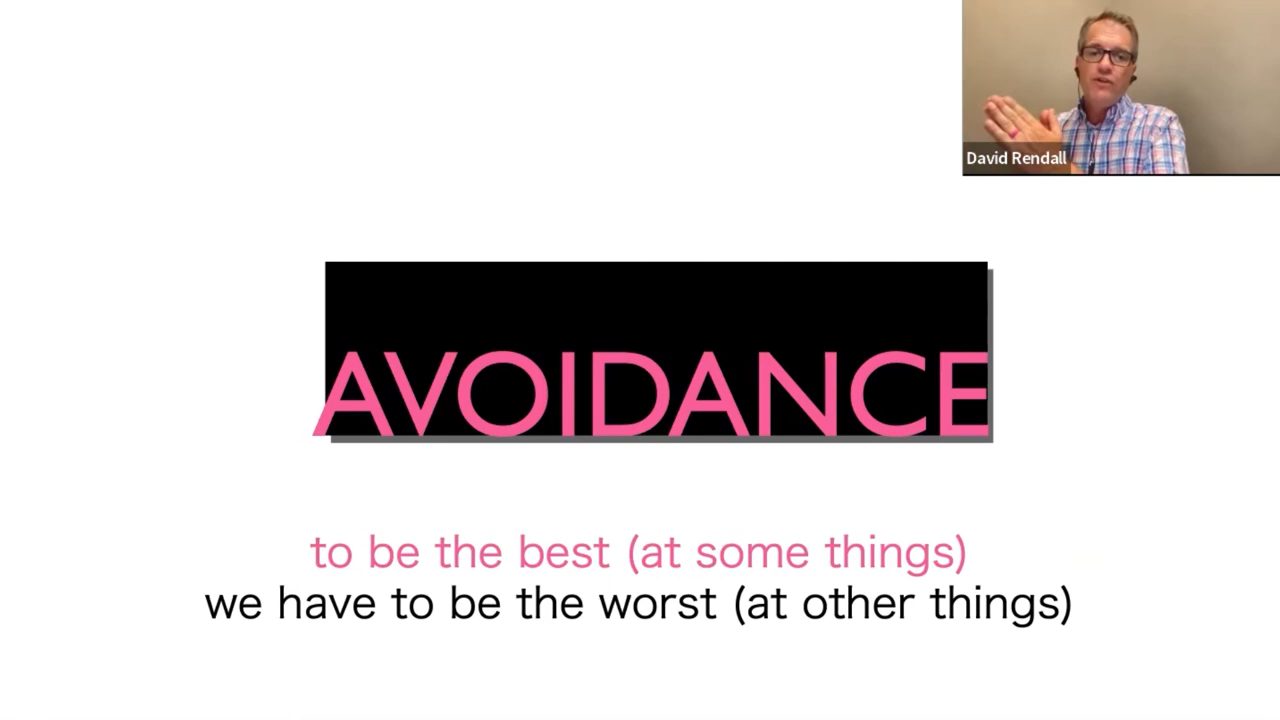 David Rendall
AVOIDANCE
to be the best (at some things)
we have to be the worst (at other things)